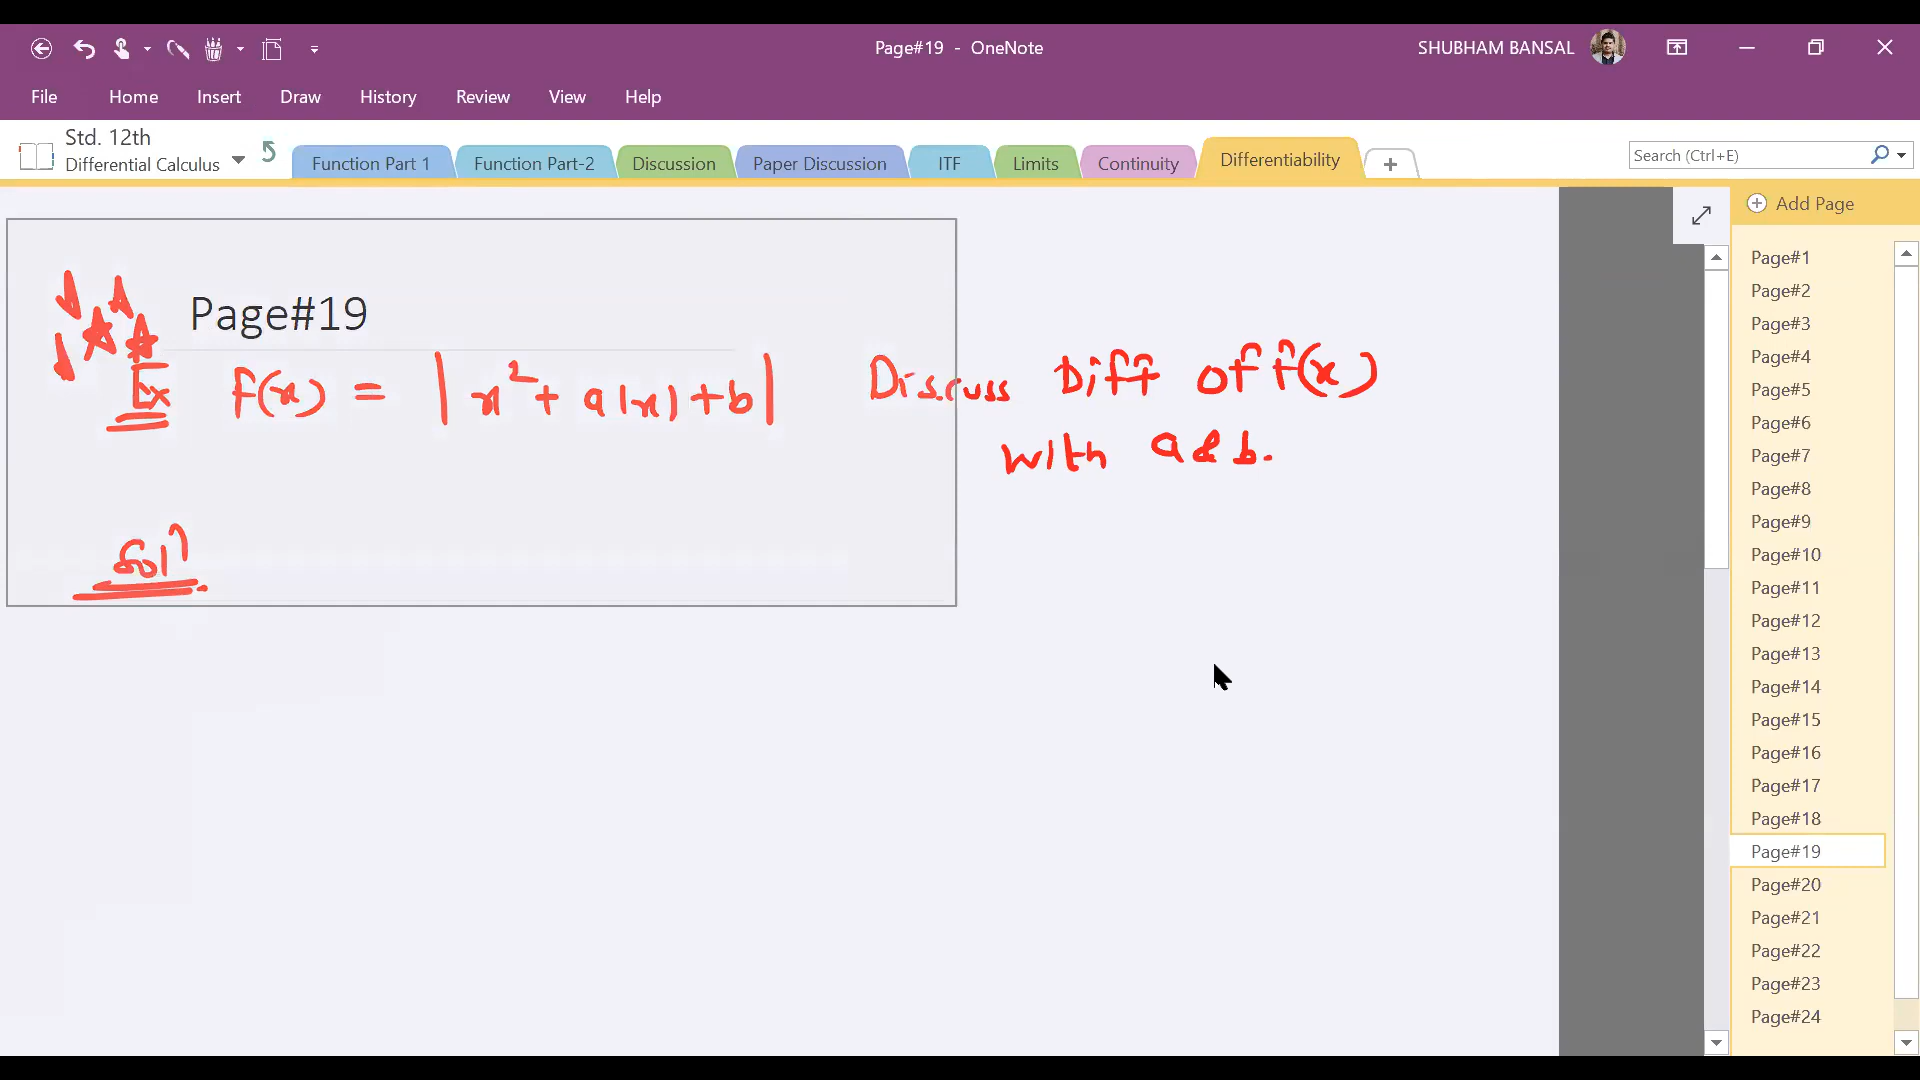 Page#19 - OneNote
SHUBHAM BANSAL
File Home Insert Draw History Review View Help
Std. 12th
Differential Calculus
Function Part 1 Function Part-2 Discussion Paper Discussion ITF Limits Continuity Differentiability
Search (Ctrl+E)
Page#19
Ex f(x) = |x²+ a|x|+b| Discuss Diff of f(x)
with a & b.
Solⁿ
Add Page
Page#1
Page#2
Page#3
Page#4
Page#5
Page#6
Page#7
Page#8
Page#9
Page#10
Page#11
Page#12
Page#13
Page#14
Page#15
Page#16
Page#17
Page#18
Page#19
Page#20
Page#21
Page#22
Page#23
Page#24